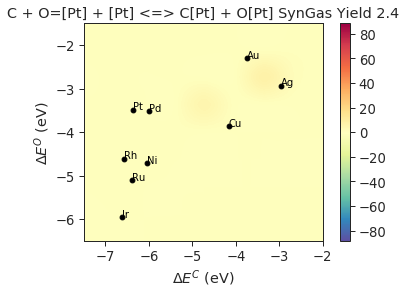 C + O=[Pt] + [Pt] <=> C[Pt] + O[Pt] SynGas Yield 2.4
−2
−3
−4
−5
−6
ΔE^O (eV)
Au
Ag
Pt
Pd
Cu
Rh
Ni
Ru
Ir
−7
−6
−5
−4
−3
−2
ΔE^C (eV)
80
60
40
20
0
−20
−40
−60
−80